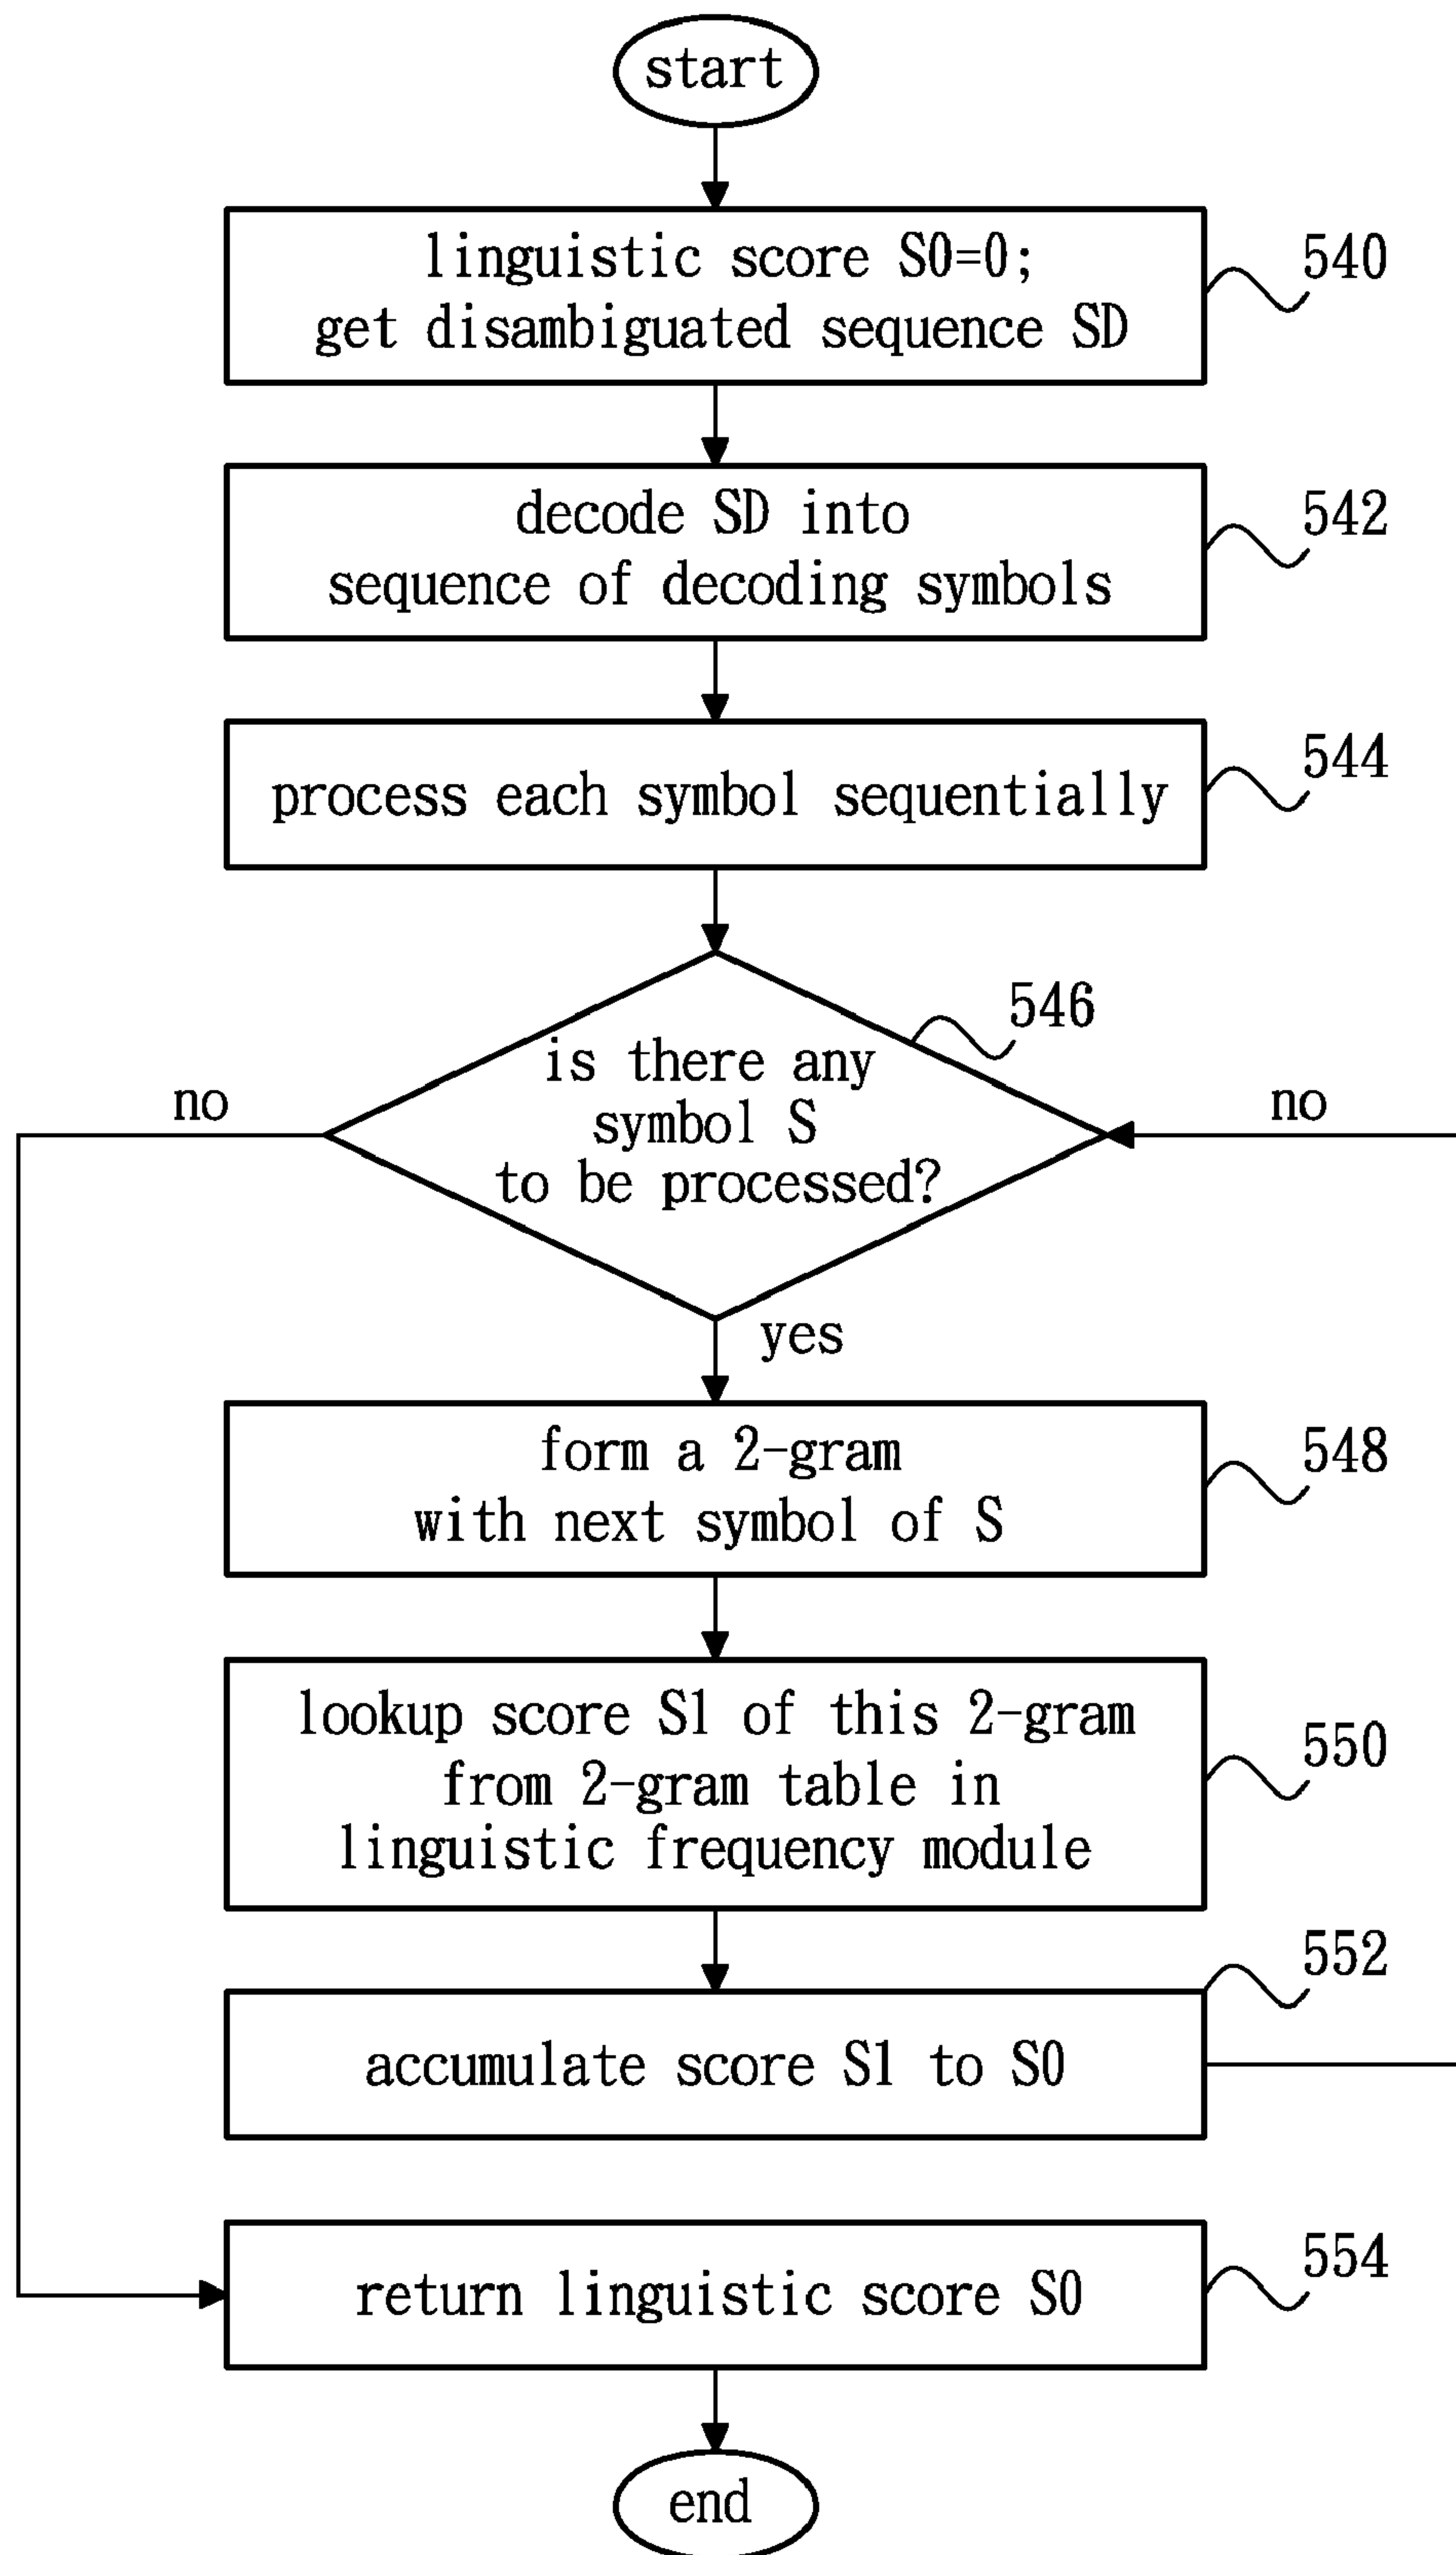 start
linguistic score S0=0;
get disambiguated sequence SD
540
decode SD into
sequence of decoding symbols
542
process each symbol sequentially
544
546
is there any
symbol S
to be processed?
no
no
yes
form a 2-gram
with next symbol of S
548
lookup score S1 of this 2-gram
from 2-gram table in
linguistic frequency module
550
552
accumulate score S1 to S0
return linguistic score S0
554
end